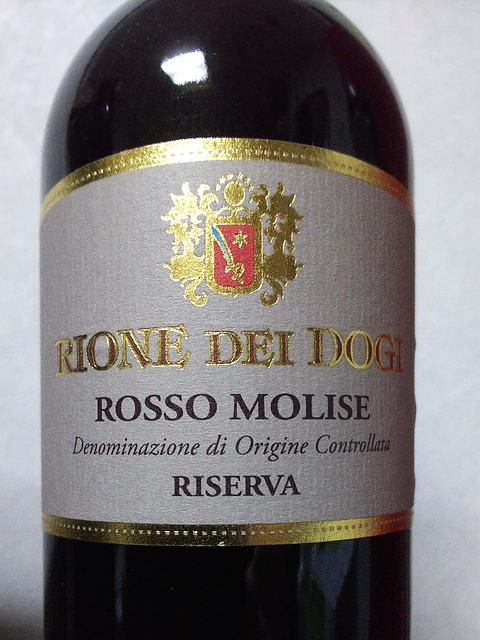 RIONE DEI DOGI
ROSSO MOLISE
Denominazione di Origine Controllata
RISERVA